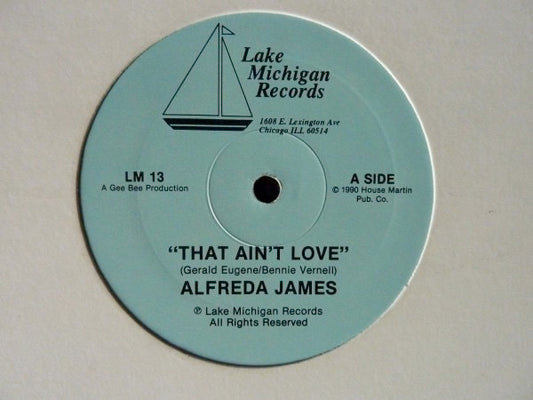 Lake
Michigan
Records
1608 E. Lexington Ave
Chicago ILL 60514
LM 13
A Gee Bee Production
A SIDE
© 1990 House Martin
Pub. Co.
"THAT AIN'T LOVE"
(Gerald Eugene/Bennie Vernell)
ALFREDA JAMES
℗ Lake Michigan Records
All Rights Reserved